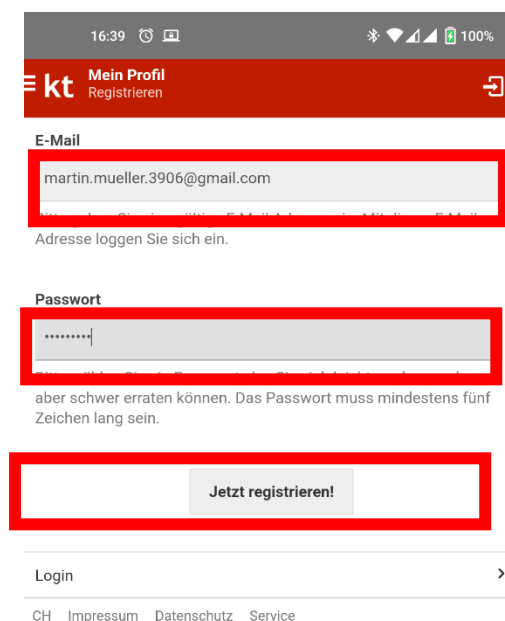 16:39 100%
kt Mein Profil
Registrieren
E-Mail
martin.mueller.3906@gmail.com
Adresse loggen Sie sich ein.
Passwort
•••••••••
aber schwer erraten können. Das Passwort muss mindestens fünf
Zeichen lang sein.
Jetzt registrieren!
Login
CH Impressum Datenschutz Service